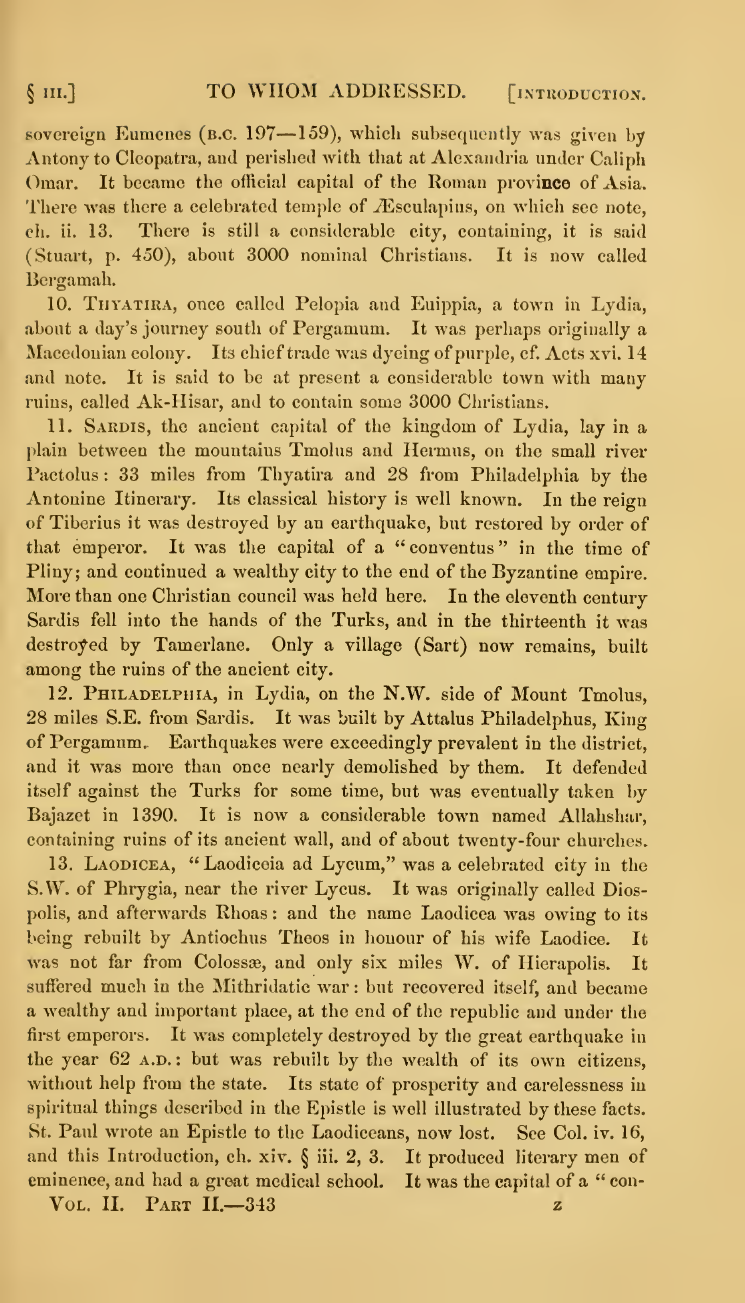 § III.] TO WHOM ADDRESSED. [INTRODUCTION.
sovereign Eumenes (B.C. 197—159), which subsequently was given by
Antony to Cleopatra, and perished with that at Alexandria under Caliph
Omar. It became the official capital of the Roman province of Asia.
There was there a celebrated temple of Æsculapius, on which see note,
ch. ii. 13. There is still a considerable city, containing, it is said
(Stuart, p. 450), about 3000 nominal Christians. It is now called
Bergamah.
10. THYATIRA, once called Pelopia and Euippia, a town in Lydia,
about a day's journey south of Pergamum. It was perhaps originally a
Macedonian colony. Its chief trade was dyeing of purple, cf. Acts xvi. 14
and note. It is said to be at present a considerable town with many
ruins, called Ak-Hisar, and to contain some 3000 Christians.
11. SARDIS, the ancient capital of the kingdom of Lydia, lay in a
plain between the mountains Tmolus and Hermus, on the small river
Pactolus: 33 miles from Thyatira and 28 from Philadelphia by the
Antonine Itinerary. Its classical history is well known. In the reign
of Tiberius it was destroyed by an earthquake, but restored by order of
that emperor. It was the capital of a "conventus" in the time of
Pliny; and continued a wealthy city to the end of the Byzantine empire.
More than one Christian council was held here. In the eleventh century
Sardis fell into the hands of the Turks, and in the thirteenth it was
destroyed by Tamerlane. Only a village (Sart) now remains, built
among the ruins of the ancient city.
12. PHILADELPHIA, in Lydia, on the N.W. side of Mount Tmolus,
28 miles S.E. from Sardis. It was built by Attalus Philadelphus, King
of Pergamum. Earthquakes were exceedingly prevalent in the district,
and it was more than once nearly demolished by them. It defended
itself against the Turks for some time, but was eventually taken by
Bajazet in 1390. It is now a considerable town named Allahshar,
containing ruins of its ancient wall, and of about twenty-four churches.
13. LAODICEA, "Laodiceia ad Lycum," was a celebrated city in the
S.W. of Phrygia, near the river Lycus. It was originally called Dios-
polis, and afterwards Rhoas: and the name Laodicea was owing to its
being rebuilt by Antiochus Theos in honour of his wife Laodice. It
was not far from Colossæ, and only six miles W. of Hierapolis. It
suffered much in the Mithridatic war: but recovered itself, and became
a wealthy and important place, at the end of the republic and under the
first emperors. It was completely destroyed by the great earthquake in
the year 62 A.D.: but was rebuilt by the wealth of its own citizens,
without help from the state. Its state of prosperity and carelessness in
spiritual things described in the Epistle is well illustrated by these facts.
St. Paul wrote an Epistle to the Laodiceans, now lost. See Col. iv. 16,
and this Introduction, ch. xiv. § iii. 2, 3. It produced literary men of
eminence, and had a great medical school. It was the capital of a "con-
VOL. II. PART II.—343 Z